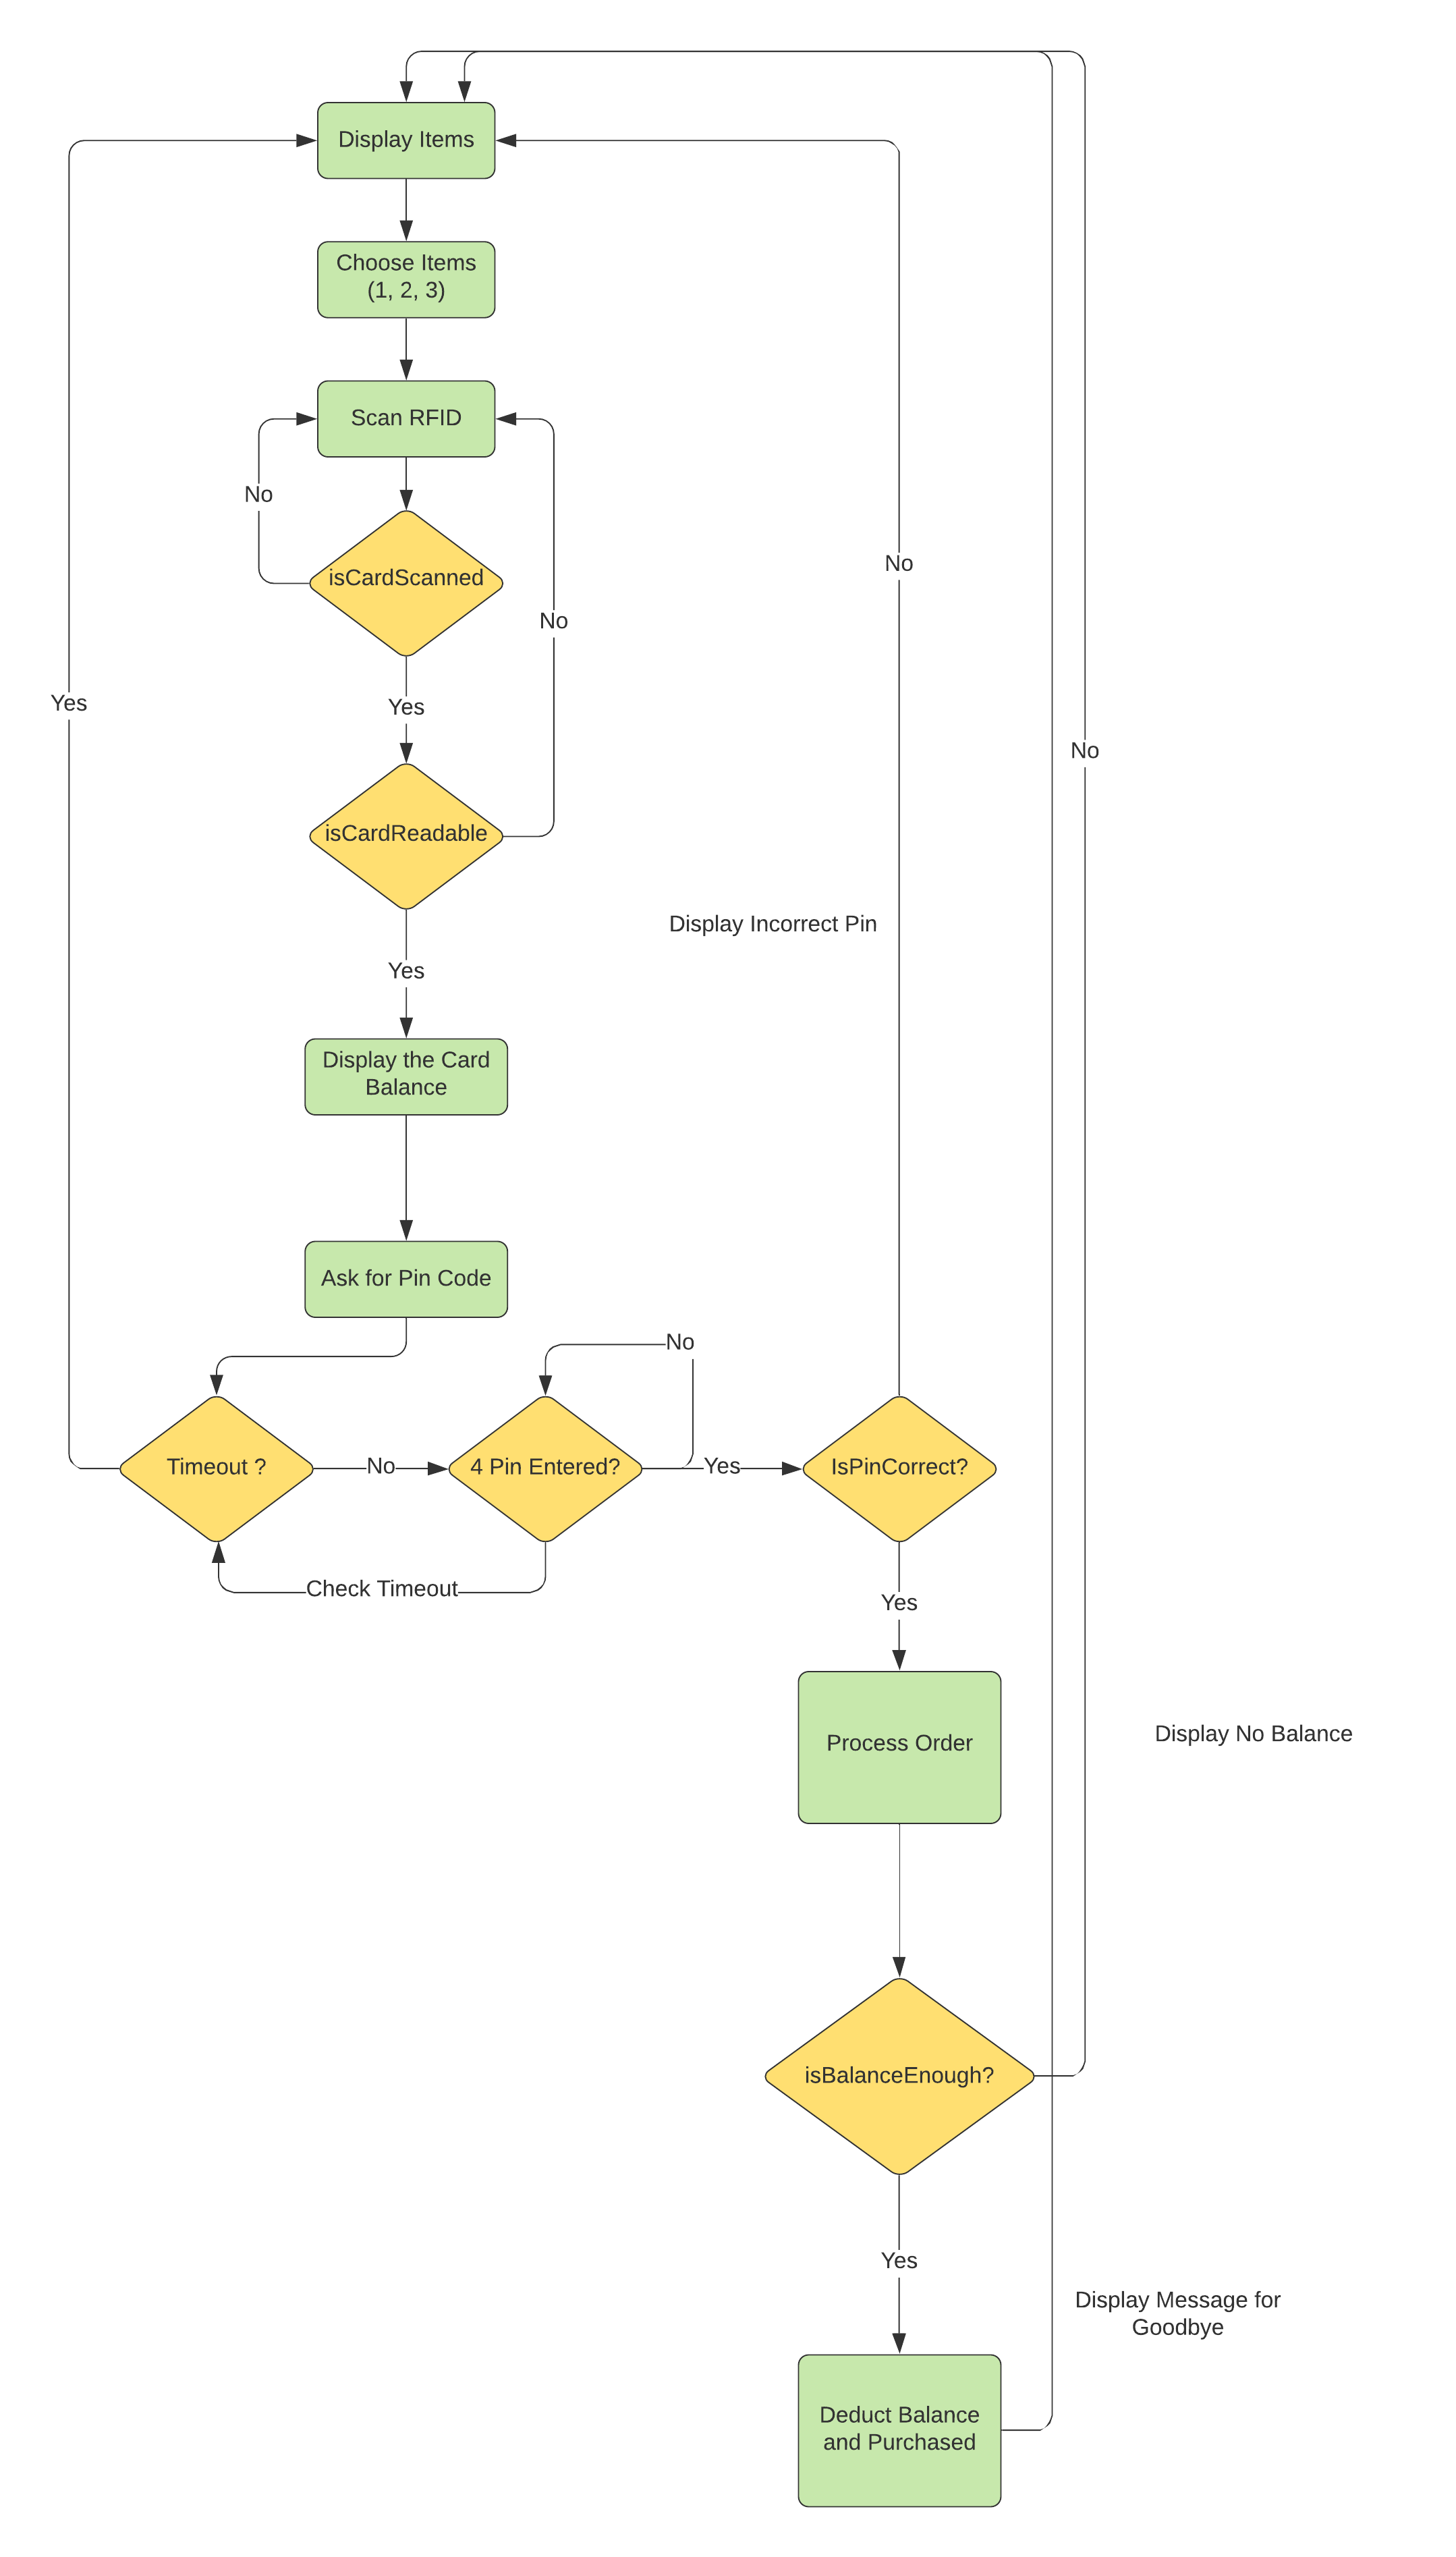 Display Items
Choose Items
(1, 2, 3)
Scan RFID
No
isCardScanned
No
No
Yes
Yes
No
isCardReadable
Display Incorrect Pin
Yes
Display the Card
Balance
Ask for Pin Code
No
Timeout ?
No
4 Pin Entered?
Yes
IsPinCorrect?
Check Timeout
Yes
Process Order
Display No Balance
isBalanceEnough?
Yes
Display Message for
Goodbye
Deduct Balance
and Purchased